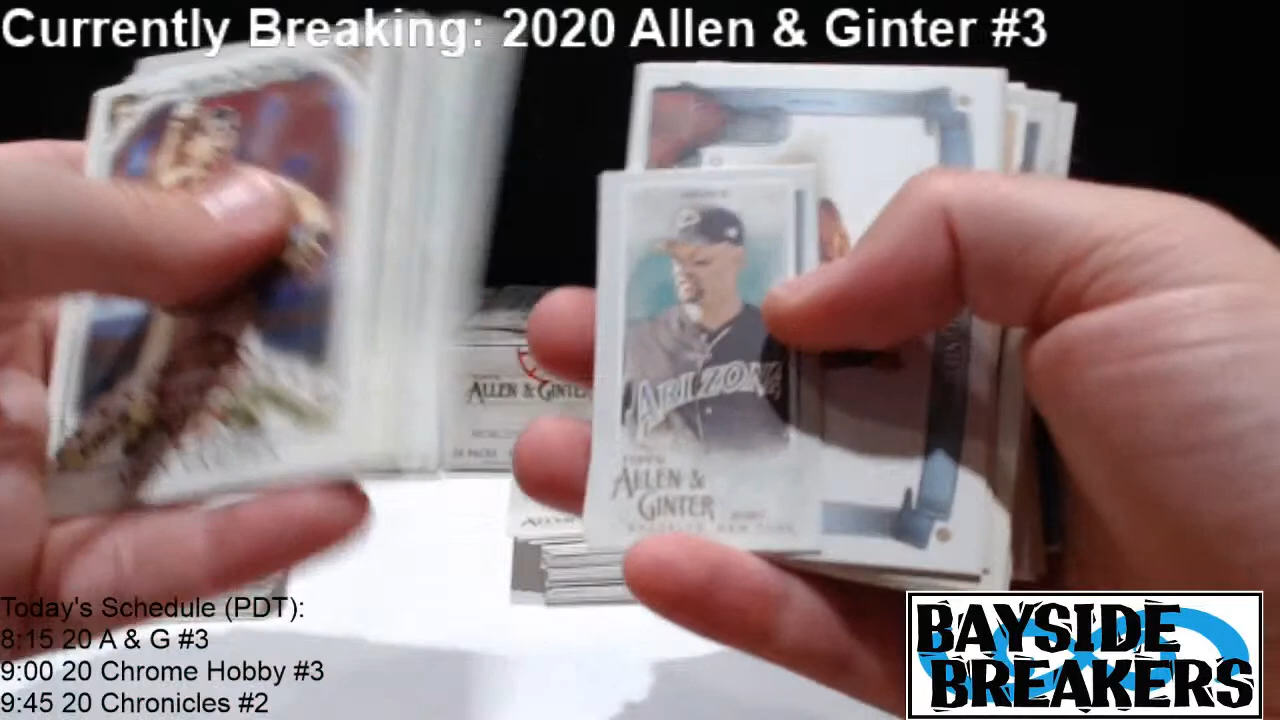 Currently Breaking: 2020 Allen & Ginter #3
ARIZONA
TOPPS
ALLEN &
GINTER
ALLEN & GINTER
Today's Schedule (PDT):
8:15 20 A & G #3
9:00 20 Chrome Hobby #3
9:45 20 Chronicles #2
BAYSIDE
BREAKERS